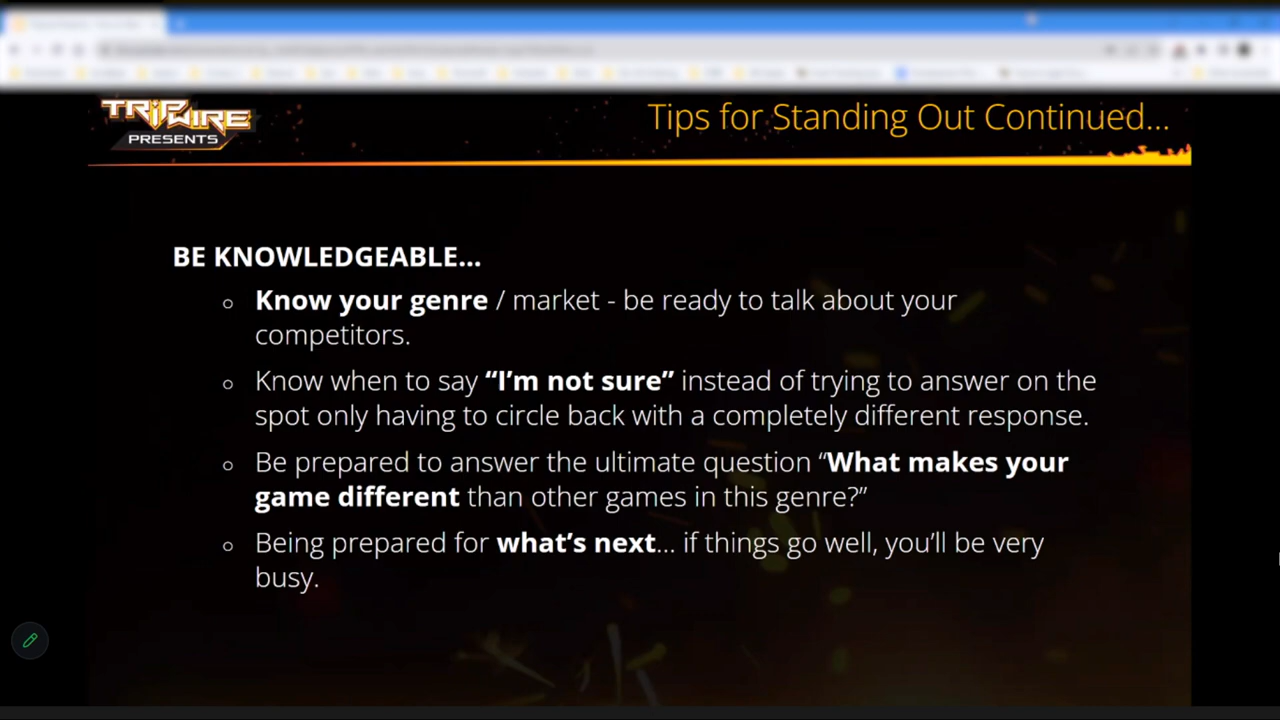 TRIPWIRE
PRESENTS
Tips for Standing Out Continued...
BE KNOWLEDGEABLE...
○ Know your genre / market - be ready to talk about your
competitors.
○ Know when to say “I’m not sure” instead of trying to answer on the
spot only having to circle back with a completely different response.
○ Be prepared to answer the ultimate question “What makes your
game different than other games in this genre?”
○ Being prepared for what’s next... if things go well, you’ll be very
busy.